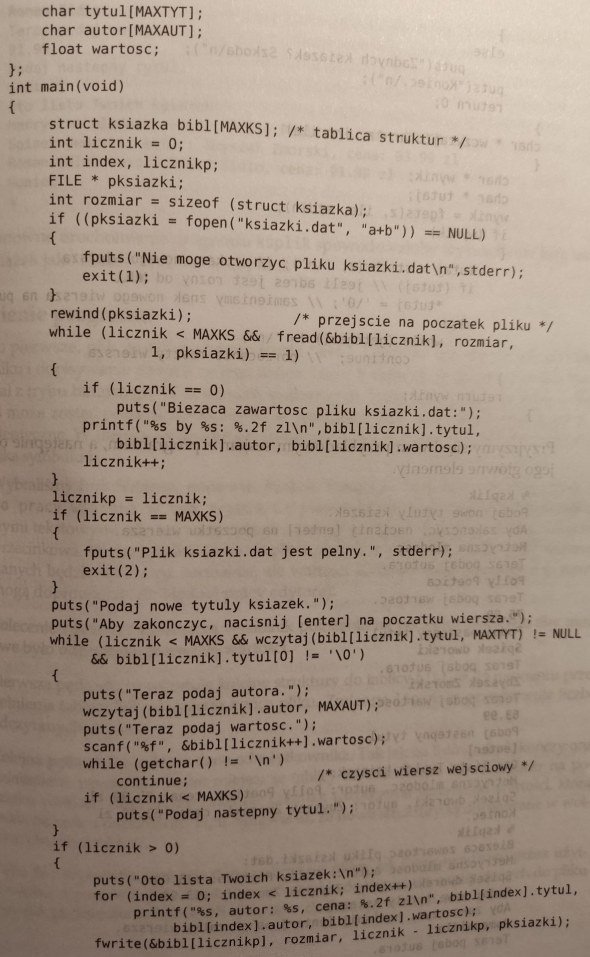 char tytul[MAXTYT];
char autor[MAXAUT];
float wartosc;
};
int main(void)
{
struct ksiazka bibl[MAXKS]; /* tablica struktur */
int licznik = 0;
int index, licznikp;
FILE * pksiazki;
int rozmiar = sizeof (struct ksiazka);
if ((pksiazki = fopen("ksiazki.dat", "a+b")) == NULL)
{
fputs("Nie moge otworzyc pliku ksiazki.dat\n",stderr);
exit(1);
}
rewind(pksiazki); /* przejscie na poczatek pliku */
while (licznik < MAXKS && fread(&bibl[licznik], rozmiar,
1, pksiazki) == 1)
{
if (licznik == 0)
puts("Biezaca zawartosc pliku ksiazki.dat:");
printf("%s by %s: %.2f zl\n",bibl[licznik].tytul,
bibl[licznik].autor, bibl[licznik].wartosc);
licznik++;
}
licznikp = licznik;
if (licznik == MAXKS)
{
fputs("Plik ksiazki.dat jest pelny.", stderr);
exit(2);
}
puts("Podaj nowe tytuly ksiazek.");
puts("Aby zakonczyc, nacisnij [enter] na poczatku wiersza.");
while (licznik < MAXKS && wczytaj(bibl[licznik].tytul, MAXTYT) != NULL
&& bibl[licznik].tytul[0] != '\0')
{
puts("Teraz podaj autora.");
wczytaj(bibl[licznik].autor, MAXAUT);
puts("Teraz podaj wartosc.");
scanf("%f", &bibl[licznik++].wartosc);
while (getchar() != '\n')
continue; /* czysci wiersz wejsciowy */
if (licznik < MAXKS)
puts("Podaj nastepny tytul.");
}
if (licznik > 0)
{
puts("Oto lista Twoich ksiazek:\n");
for (index = 0; index < licznik; index++)
printf("%s, autor: %s, cena: %.2f zl\n", bibl[index].tytul,
bibl[index].autor, bibl[index].wartosc);
fwrite(&bibl[licznikp], rozmiar, licznik - licznikp, pksiazki);